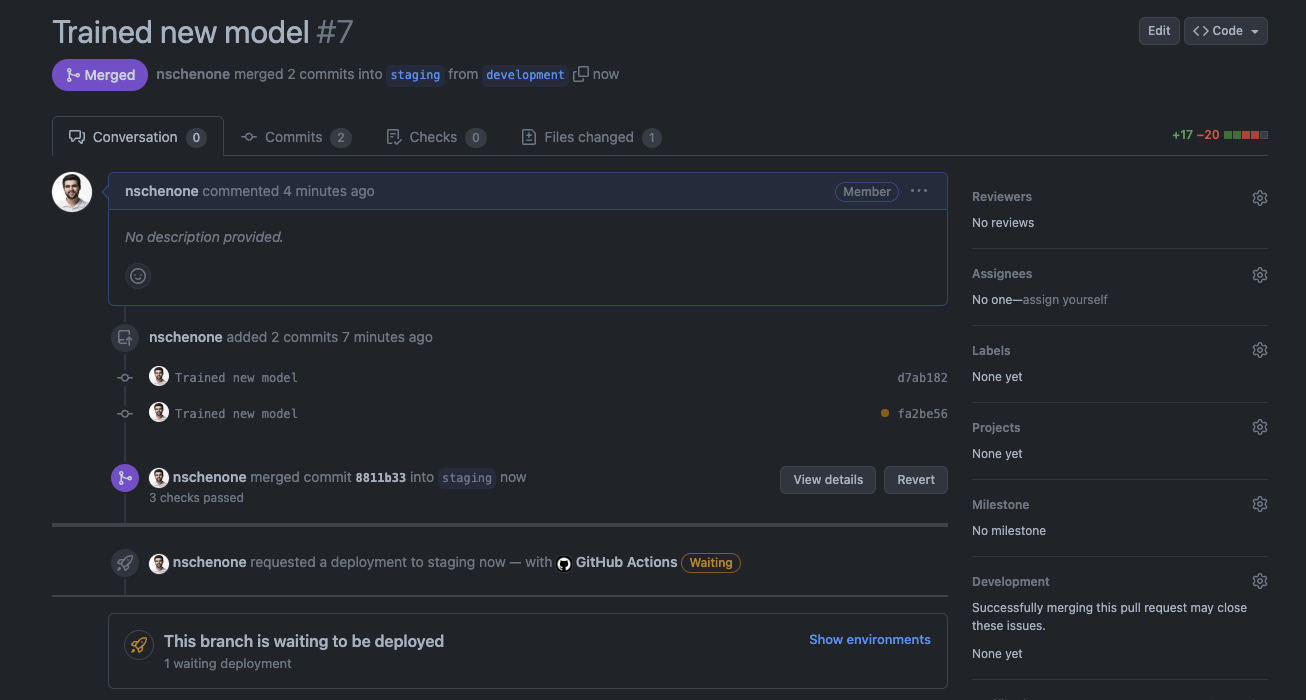 Trained new model #7
Edit
Code
Merged
nschenone merged 2 commits into staging from development now
Conversation 0
Commits 2
Checks 0
Files changed 1
+17 −20
nschenone commented 4 minutes ago
Member
No description provided.
nschenone added 2 commits 7 minutes ago
Trained new model
d7ab182
Trained new model
fa2be56
nschenone merged commit 8811b33 into staging now
3 checks passed
View details
Revert
nschenone requested a deployment to staging now — with GitHub Actions Waiting
This branch is waiting to be deployed
1 waiting deployment
Show environments
Reviewers
No reviews
Assignees
No one—assign yourself
Labels
None yet
Projects
None yet
Milestone
No milestone
Development
Successfully merging this pull request may close
these issues.
None yet